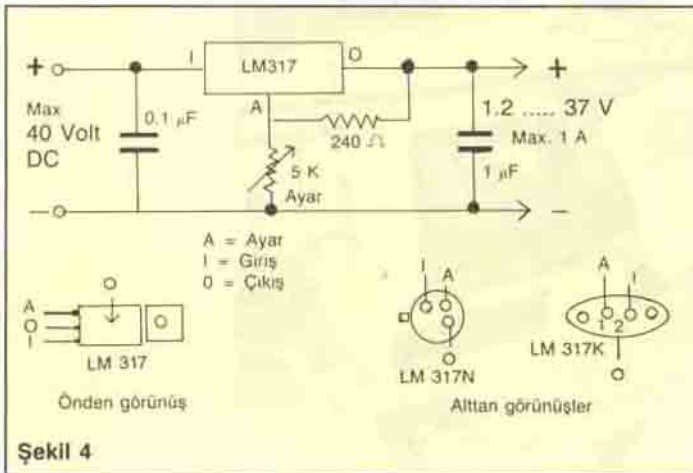 I
LM317
O
+
+
A
Max
40 Volt
DC
0.1 µF
240 Ω
1.2 ..... 37 V
Max. 1 A
5 K
Ayar
1 µF
−
−
A = Ayar
I = Giriş
0 = Çıkış
O
A
O
I
LM 317
Önden görünüş
I A
O
LM 317N
A I
1 2
LM 317K
O
Alttan görünüşler
Şekil 4